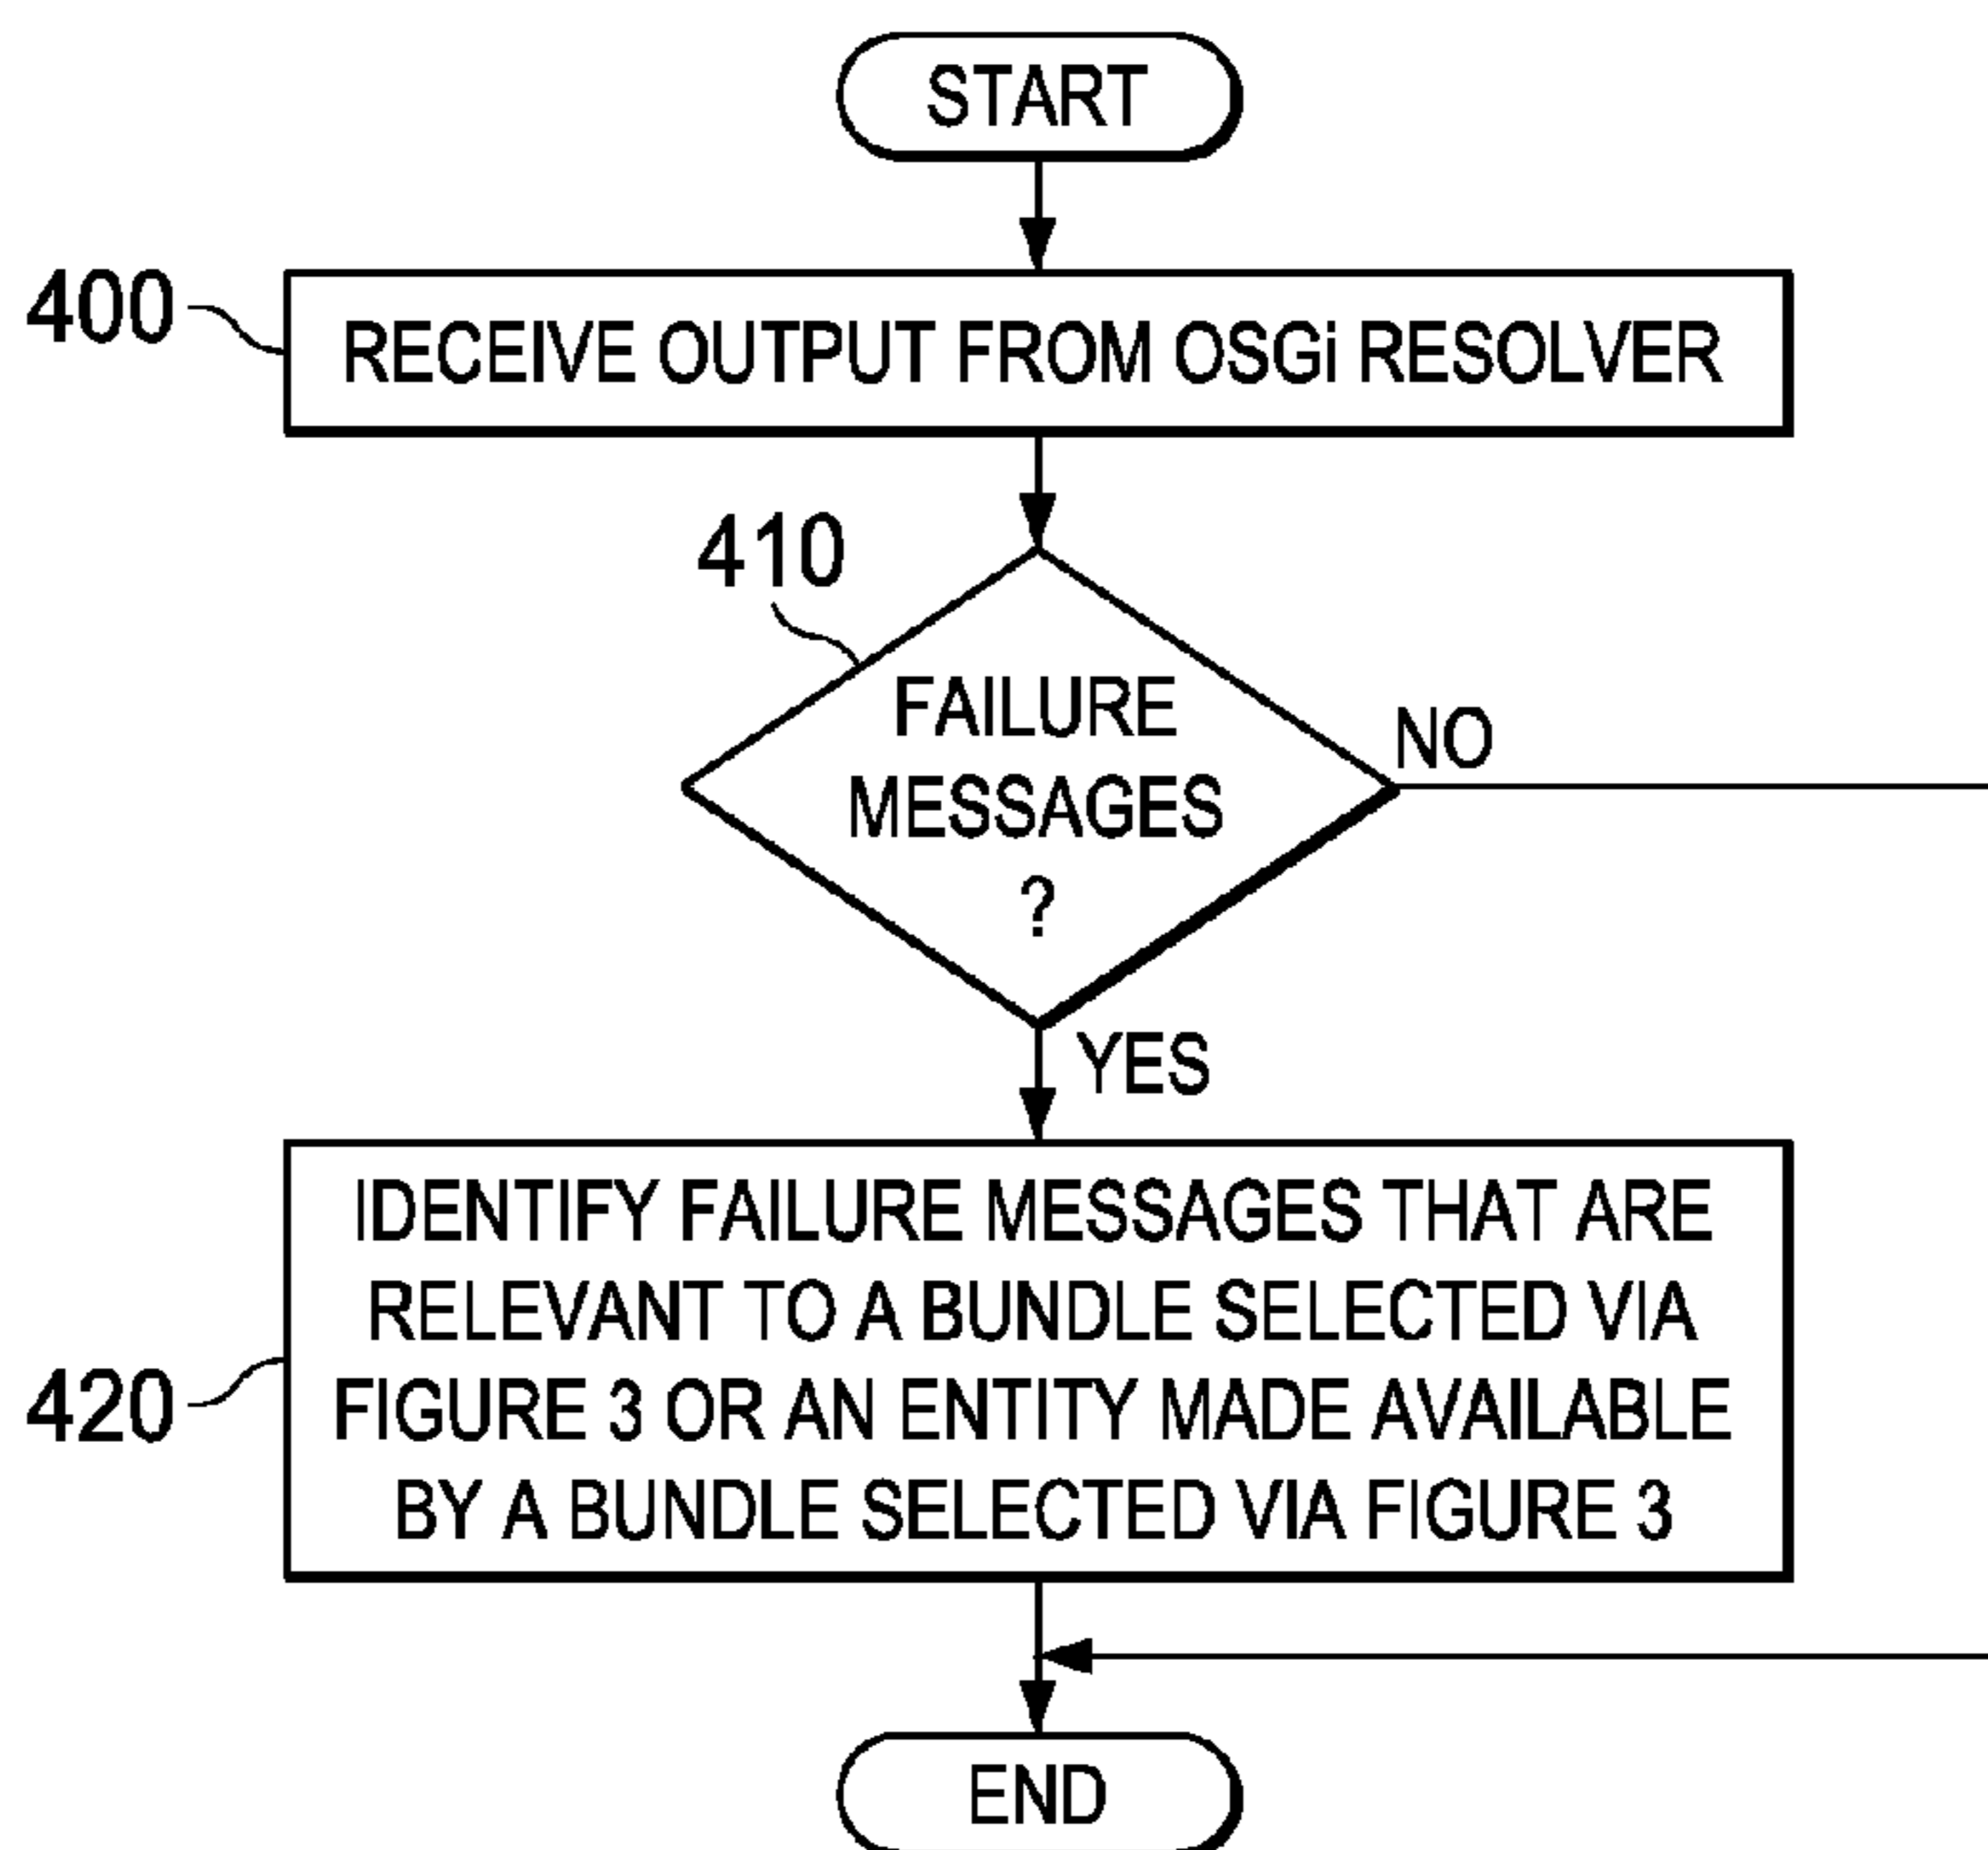 START
400
RECEIVE OUTPUT FROM OSGi RESOLVER
410
FAILURE
MESSAGES
?
NO
YES
420
IDENTIFY FAILURE MESSAGES THAT ARE
RELEVANT TO A BUNDLE SELECTED VIA
FIGURE 3 OR AN ENTITY MADE AVAILABLE
BY A BUNDLE SELECTED VIA FIGURE 3
END